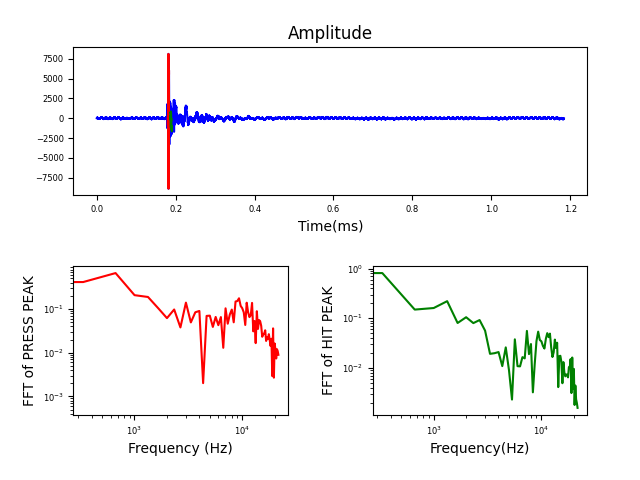 Amplitude
7500
5000
2500
0
−2500
−5000
−7500
0.0 0.2 0.4 0.6 0.8 1.0 1.2
Time(ms)
FFT of PRESS PEAK
10⁻¹
10⁻²
10⁻³
10³ 10⁴
Frequency (Hz)
FFT of HIT PEAK
10⁰
10⁻¹
10⁻²
10³ 10⁴
Frequency(Hz)